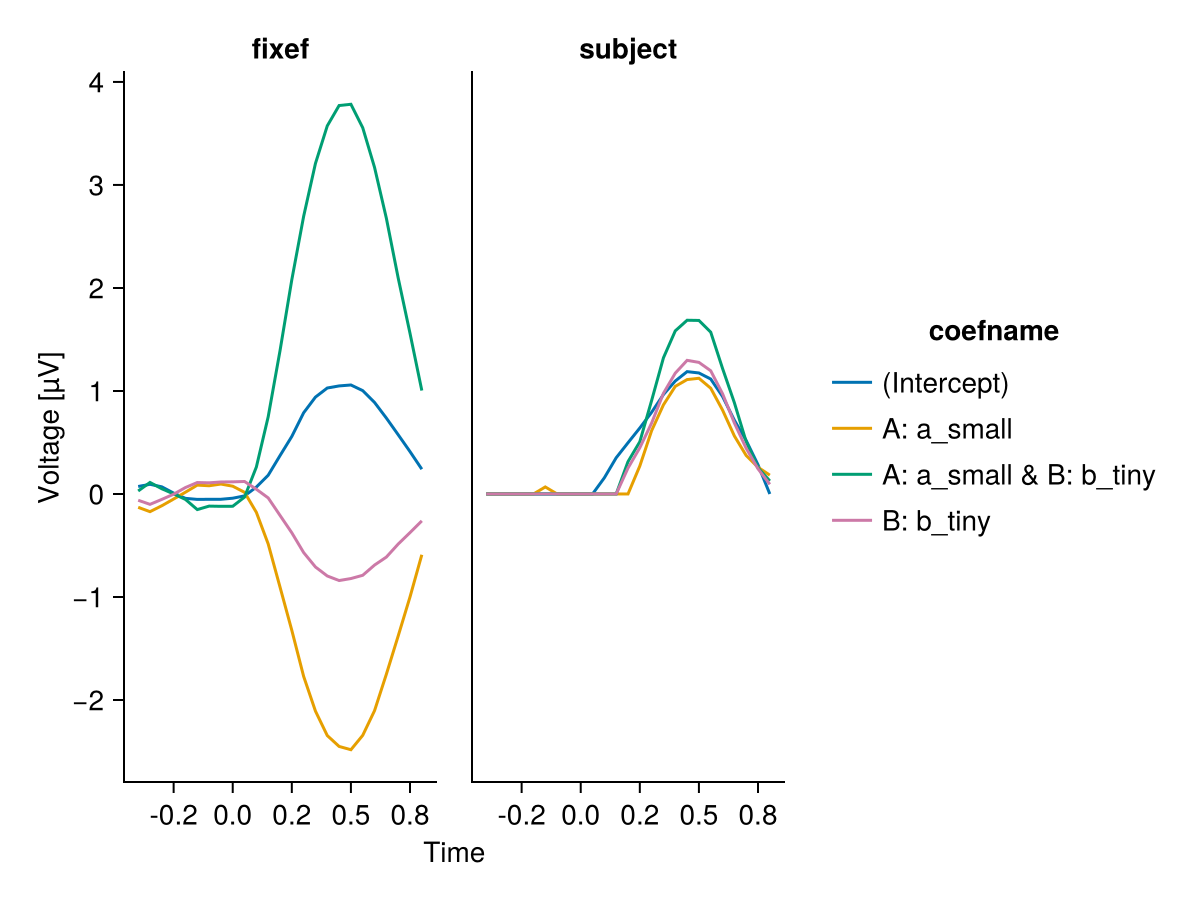 fixef
subject
4
3
2
1
0
−1
−2
Voltage [µV]
-0.2 0.0 0.2 0.5 0.8
-0.2 0.0 0.2 0.5 0.8
Time
coefname
(Intercept)
A: a_small
A: a_small & B: b_tiny
B: b_tiny